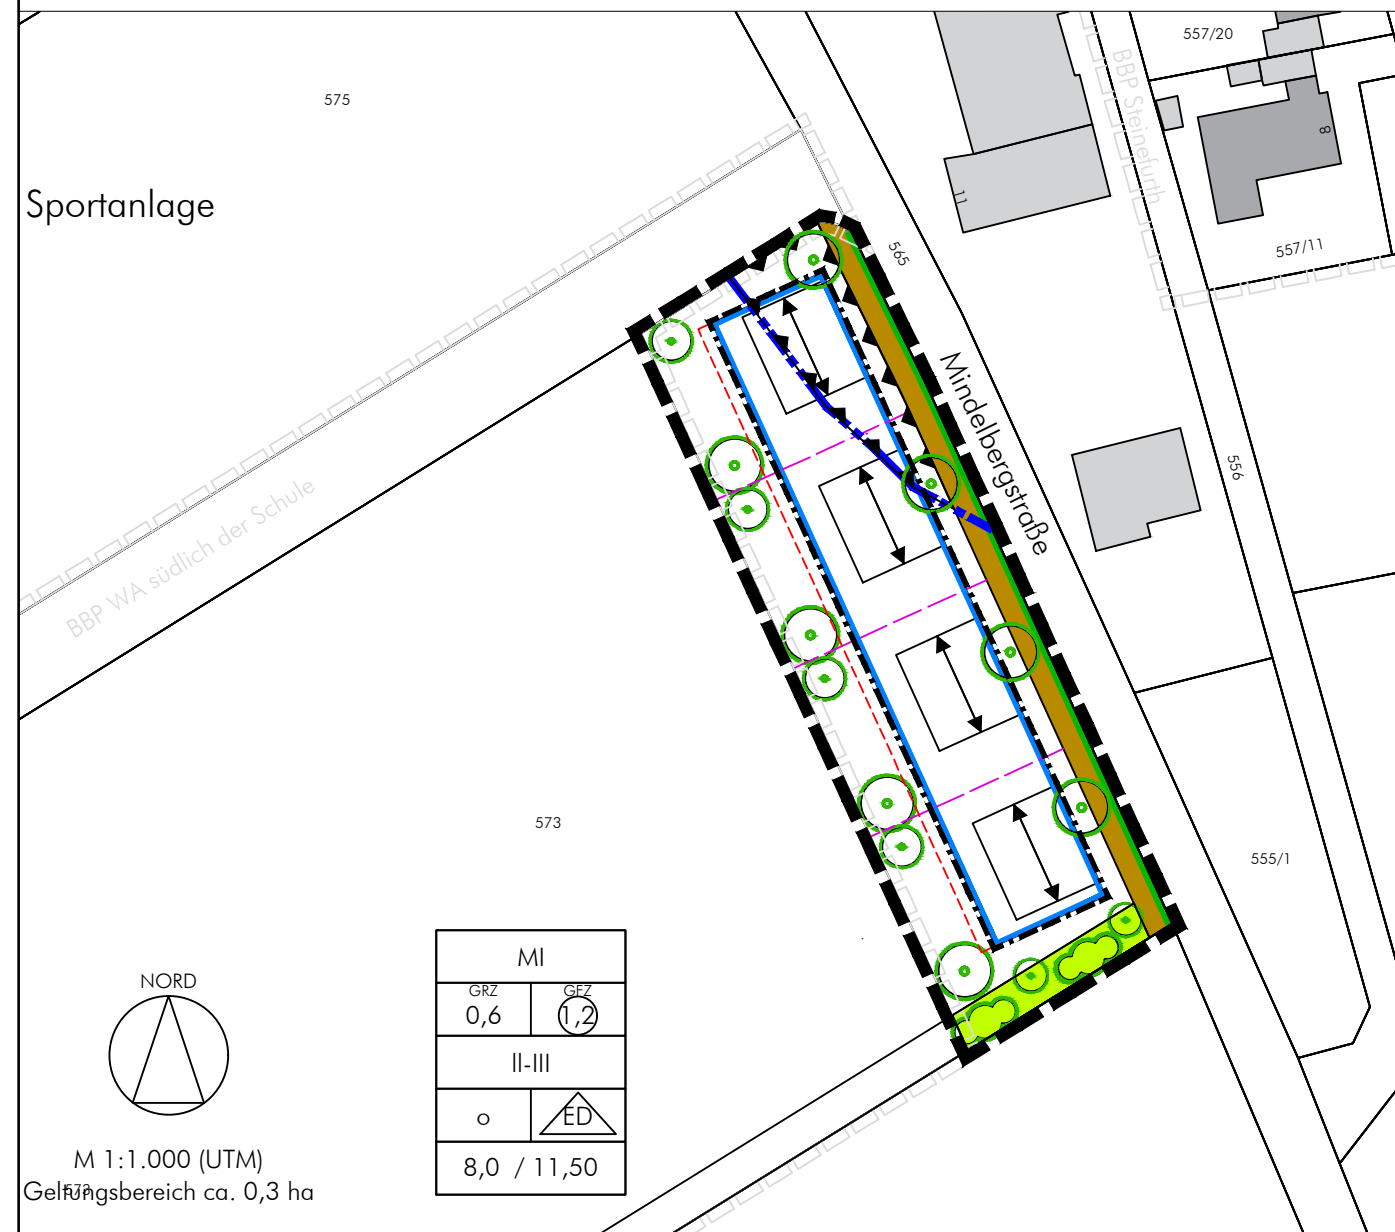 557/20
575
BBP Steinefurth
8
Sportanlage
11
565
557/11
Mindelbergstraße
556
BBP WA südlich der Schule
573
555/1
MI
GRZ
GFZ
0,6
1,2
II-III
o
ED
8,0 / 11,50
NORD
M 1:1.000 (UTM)
573
Geltungsbereich ca. 0,3 ha